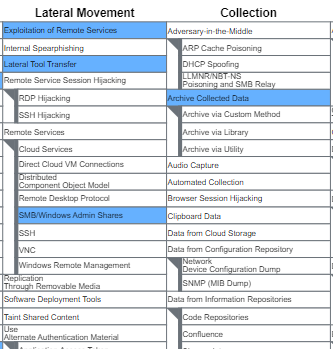 Lateral Movement
Exploitation of Remote Services
Internal Spearphishing
Lateral Tool Transfer
Remote Service Session Hijacking
RDP Hijacking
SSH Hijacking
Remote Services
Cloud Services
Direct Cloud VM Connections
Distributed
Component Object Model
Remote Desktop Protocol
SMB/Windows Admin Shares
SSH
VNC
Windows Remote Management
Replication
Through Removable Media
Software Deployment Tools
Taint Shared Content
Use
Alternate Authentication Material
Collection
Adversary-in-the-Middle
ARP Cache Poisoning
DHCP Spoofing
LLMNR/NBT-NS
Poisoning and SMB Relay
Archive Collected Data
Archive via Custom Method
Archive via Library
Archive via Utility
Audio Capture
Automated Collection
Browser Session Hijacking
Clipboard Data
Data from Cloud Storage
Data from Configuration Repository
Network
Device Configuration Dump
SNMP (MIB Dump)
Data from Information Repositories
Code Repositories
Confluence